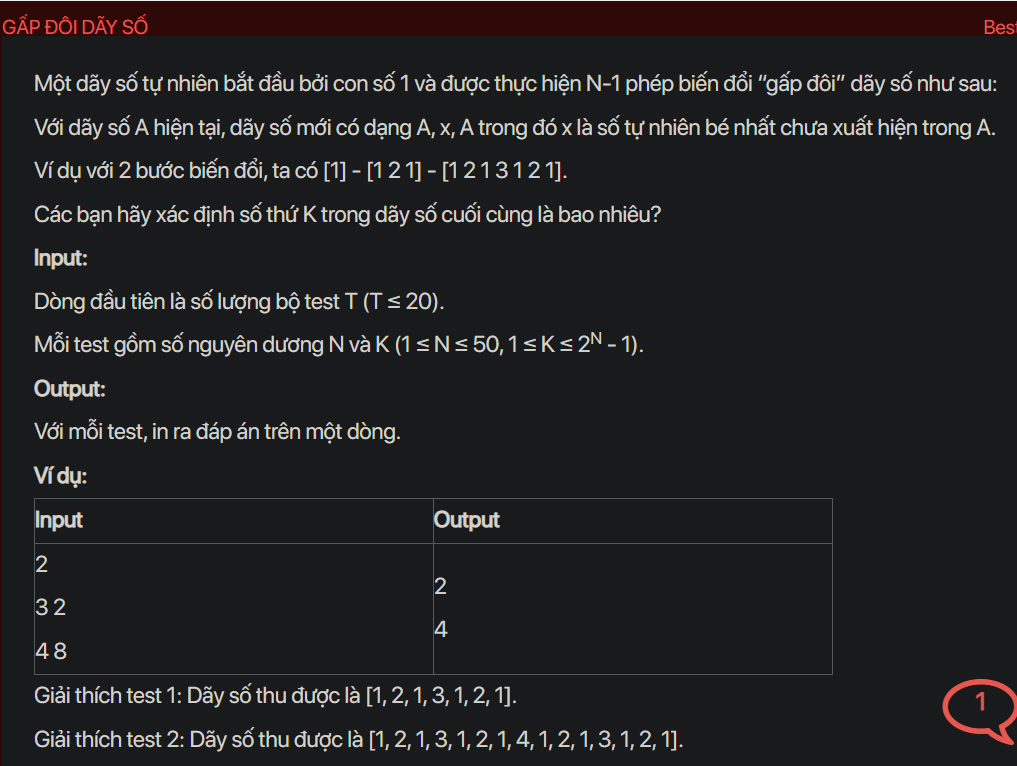 GẤP ĐÔI DÃY SỐ Best
Một dãy số tự nhiên bắt đầu bởi con số 1 và được thực hiện N-1 phép biến đổi “gấp đôi” dãy số như sau:
Với dãy số A hiện tại, dãy số mới có dạng A, x, A trong đó x là số tự nhiên bé nhất chưa xuất hiện trong A.
Ví dụ với 2 bước biến đổi, ta có [1] - [1 2 1] - [1 2 1 3 1 2 1].
Các bạn hãy xác định số thứ K trong dãy số cuối cùng là bao nhiêu?
Input:
Dòng đầu tiên là số lượng bộ test T (T ≤ 20).
Mỗi test gồm số nguyên dương N và K (1 ≤ N ≤ 50, 1 ≤ K ≤ 2^N - 1).
Output:
Với mỗi test, in ra đáp án trên một dòng.
Ví dụ:
Input Output
2
3 2
4 8
2
4
Giải thích test 1: Dãy số thu được là [1, 2, 1, 3, 1, 2, 1].
Giải thích test 2: Dãy số thu được là [1, 2, 1, 3, 1, 2, 1, 4, 1, 2, 1, 3, 1, 2, 1].
1